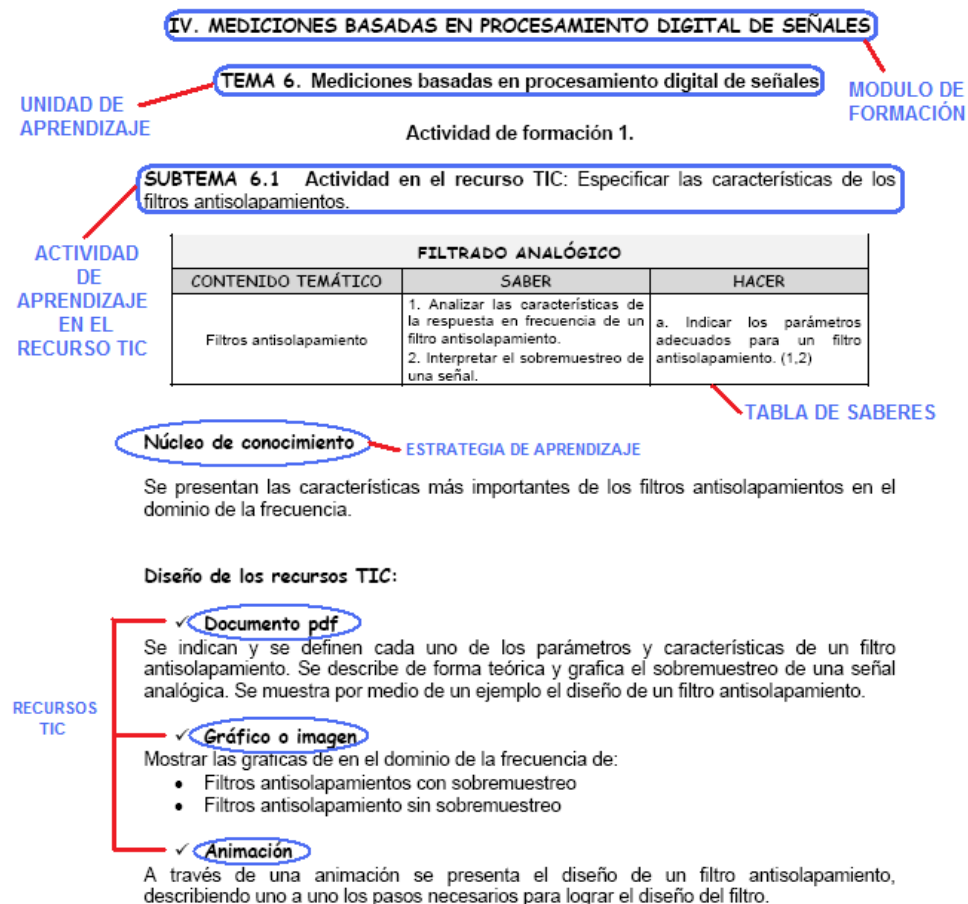 IV. MEDICIONES BASADAS EN PROCESAMIENTO DIGITAL DE SEÑALES
TEMA 6. Mediciones basadas en procesamiento digital de señales
UNIDAD DE
APRENDIZAJE
MODULO DE
FORMACIÓN
Actividad de formación 1.
SUBTEMA 6.1 Actividad en el recurso TIC: Especificar las características de los
filtros antisolapamientos.
ACTIVIDAD
DE
APRENDIZAJE
EN EL
RECURSO TIC
FILTRADO ANALÓGICO
CONTENIDO TEMÁTICO SABER HACER
Filtros antisolapamiento
1. Analizar las características de
la respuesta en frecuencia de un
filtro antisolapamiento.
2. Interpretar el sobremuestreo de
una señal.
a. Indicar los parámetros
adecuados para un filtro
antisolapamiento. (1,2)
TABLA DE SABERES
Núcleo de conocimiento
ESTRATEGIA DE APRENDIZAJE
Se presentan las características más importantes de los filtros antisolapamientos en el
dominio de la frecuencia.
Diseño de los recursos TIC:
✓ Documento pdf
Se indican y se definen cada uno de los parámetros y características de un filtro
antisolapamiento. Se describe de forma teórica y grafica el sobremuestreo de una señal
analógica. Se muestra por medio de un ejemplo el diseño de un filtro antisolapamiento.
RECURSOS
TIC
✓ Gráfico o imagen
Mostrar las graficas de en el dominio de la frecuencia de:
• Filtros antisolapamientos con sobremuestreo
• Filtros antisolapamiento sin sobremuestreo
✓ Animación
A través de una animación se presenta el diseño de un filtro antisolapamiento,
describiendo uno a uno los pasos necesarios para lograr el diseño del filtro.